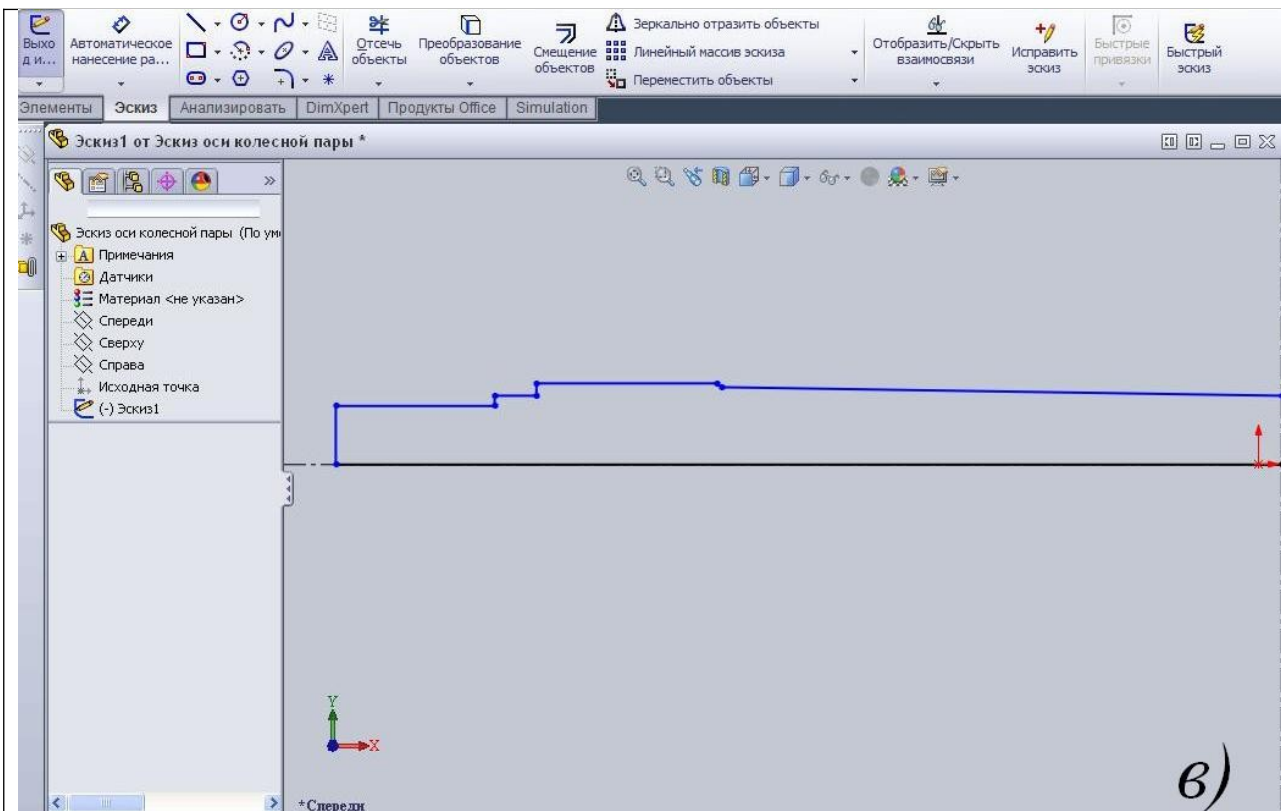 Выхо
д и...
Автоматическое
нанесение ра...
Отсечь
объекты
Преобразование
объектов
Смещение
объектов
Зеркально отразить объекты
Линейный массив эскиза
Переместить объекты
Отобразить/Скрыть
взаимосвязи
Исправить
эскиз
Быстрые
привязки
Быстрый
эскиз
Элементы Эскиз Анализировать DimXpert Продукты Office Simulation
Эскиз1 от Эскиз оси колесной пары *
Эскиз оси колесной пары (По ум
Примечания
Датчики
Материал <не указан>
Спереди
Сверху
Справа
Исходная точка
(-) Эскиз1
Y
X
*Спереди
в)